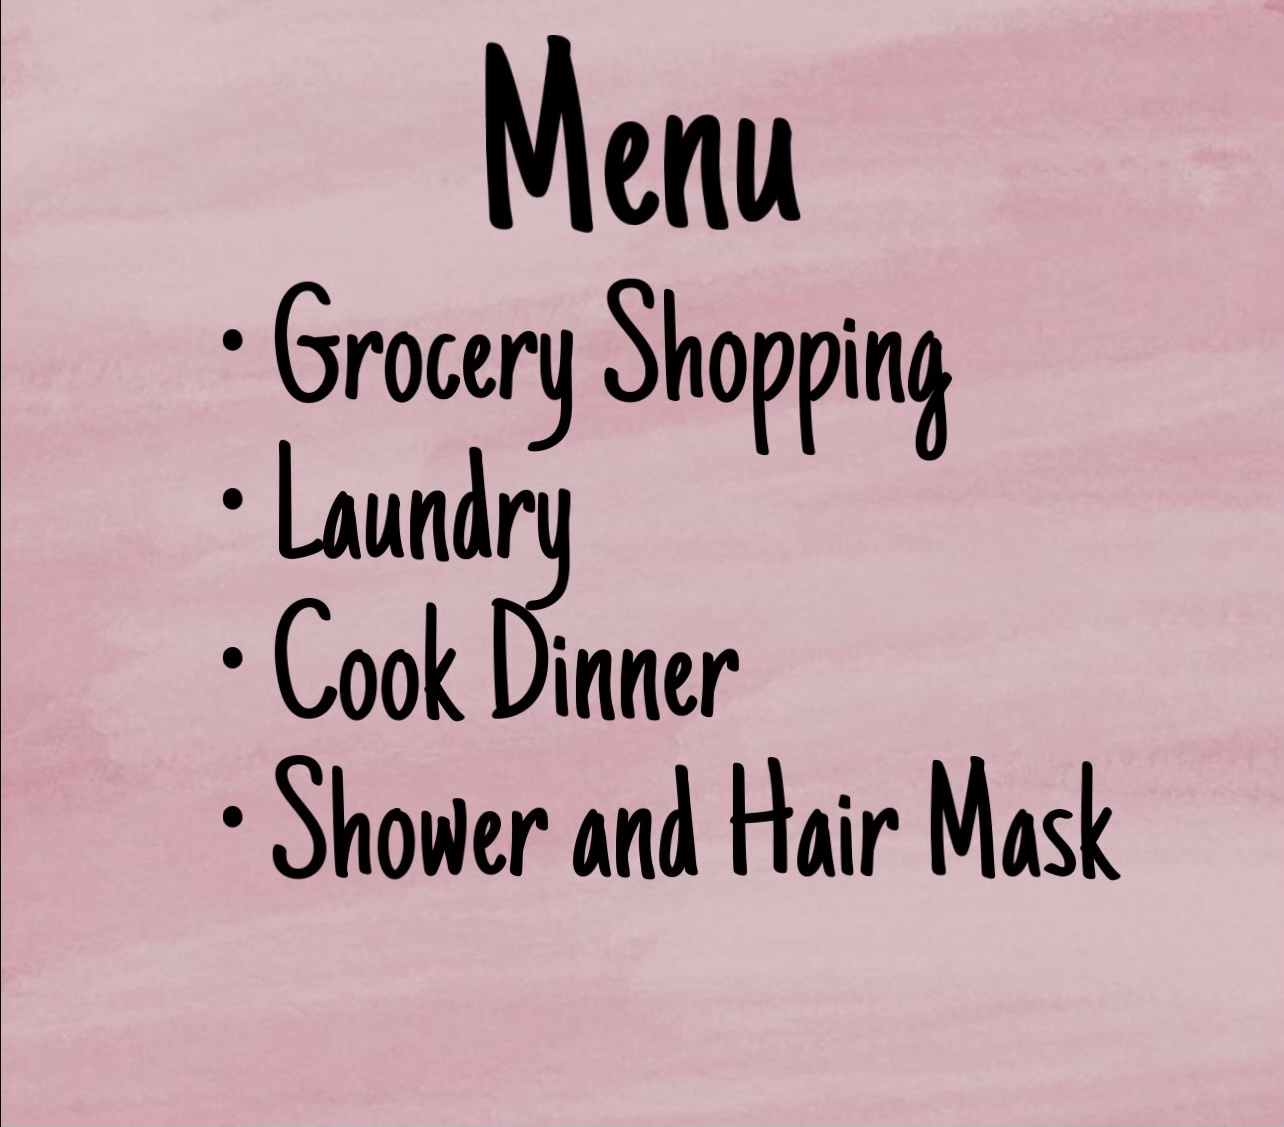 Menu
• Grocery Shopping
• Laundry
• Cook Dinner
• Shower and Hair Mask